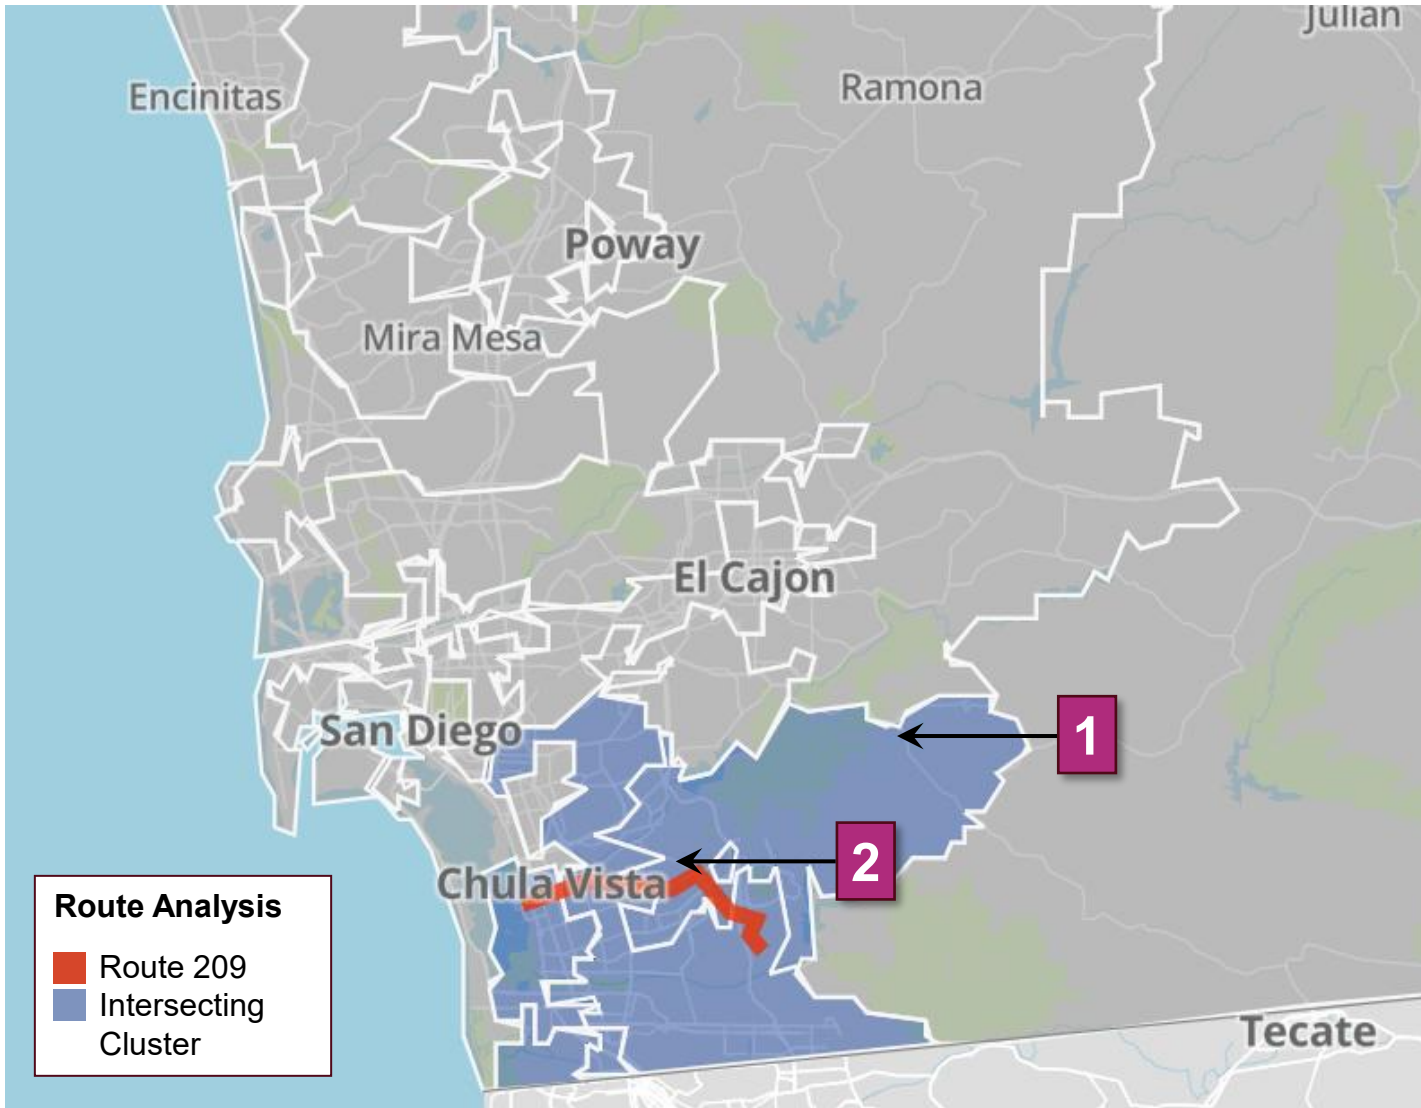 Julian
Encinitas
Ramona
Poway
Mira Mesa
El Cajon
San Diego
1
2
Chula Vista
Route Analysis
Route 209
Intersecting
Cluster
Tecate